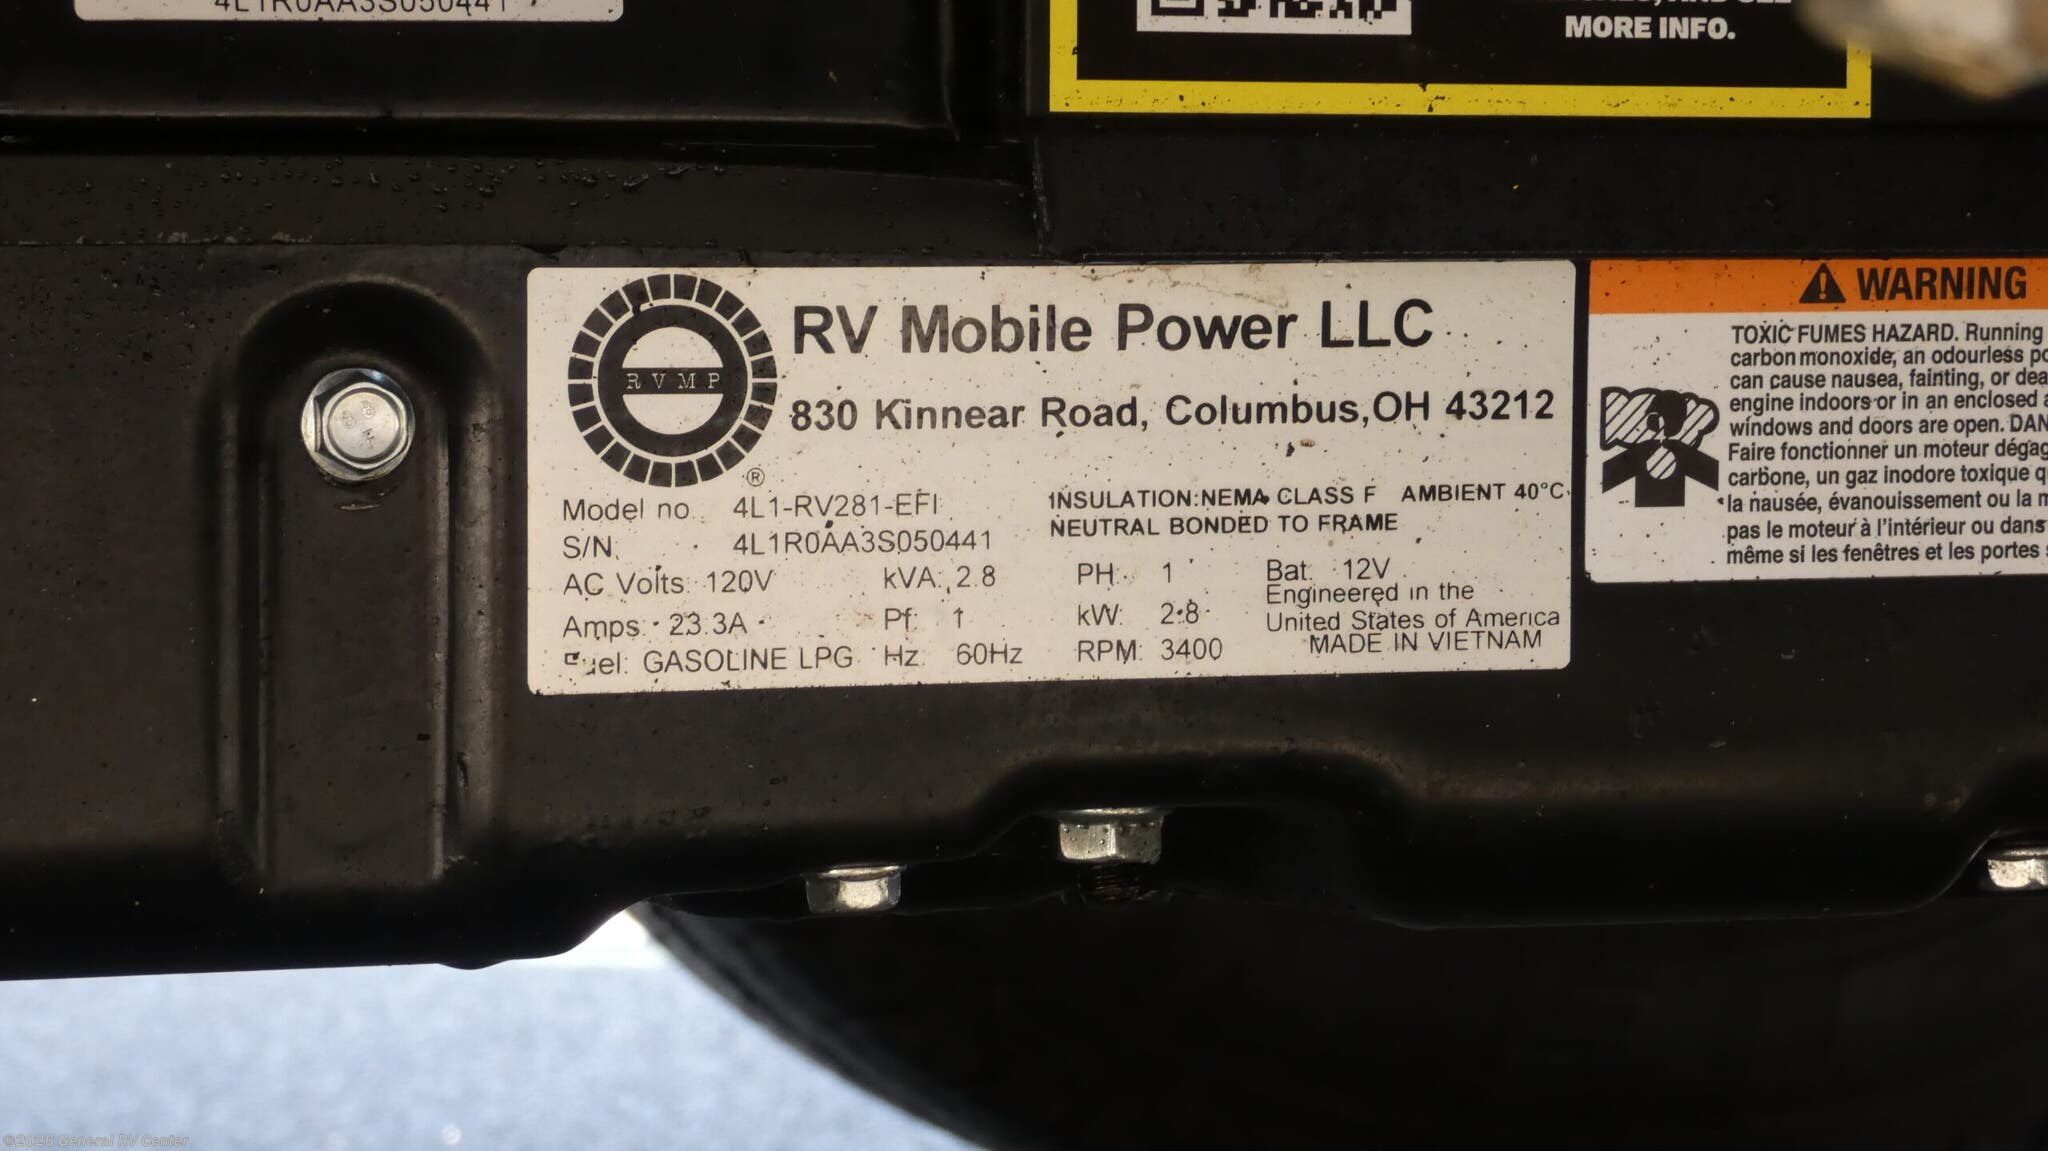 4L1R0AA3S050441
MORE INFO.
RVMP
®
RV Mobile Power LLC
830 Kinnear Road, Columbus, OH 43212
Model no. 4L1-RV281-EFI
INSULATION:NEMA CLASS F AMBIENT 40°C
S/N. 4L1R0AA3S050441
NEUTRAL BONDED TO FRAME
AC Volts: 120V kVA: 2.8 PH: 1 Bat: 12V
Engineered in the
Amps: 23.3A Pf: 1 kW: 2.8 United States of America
Fuel: GASOLINE LPG Hz: 60Hz RPM: 3400 MADE IN VIETNAM
WARNING
TOXIC FUMES HAZARD. Running
carbon monoxide, an odourless
can cause nausea, fainting, or
engine indoors or in an enclosed
windows and doors are open.
Faire fonctionner un moteur
carbone, un gaz inodore toxique
la nausée, évanouissement ou la
pas le moteur à l'intérieur ou dans
même si les fenêtres et les portes
8.8
©2026 General RV Center